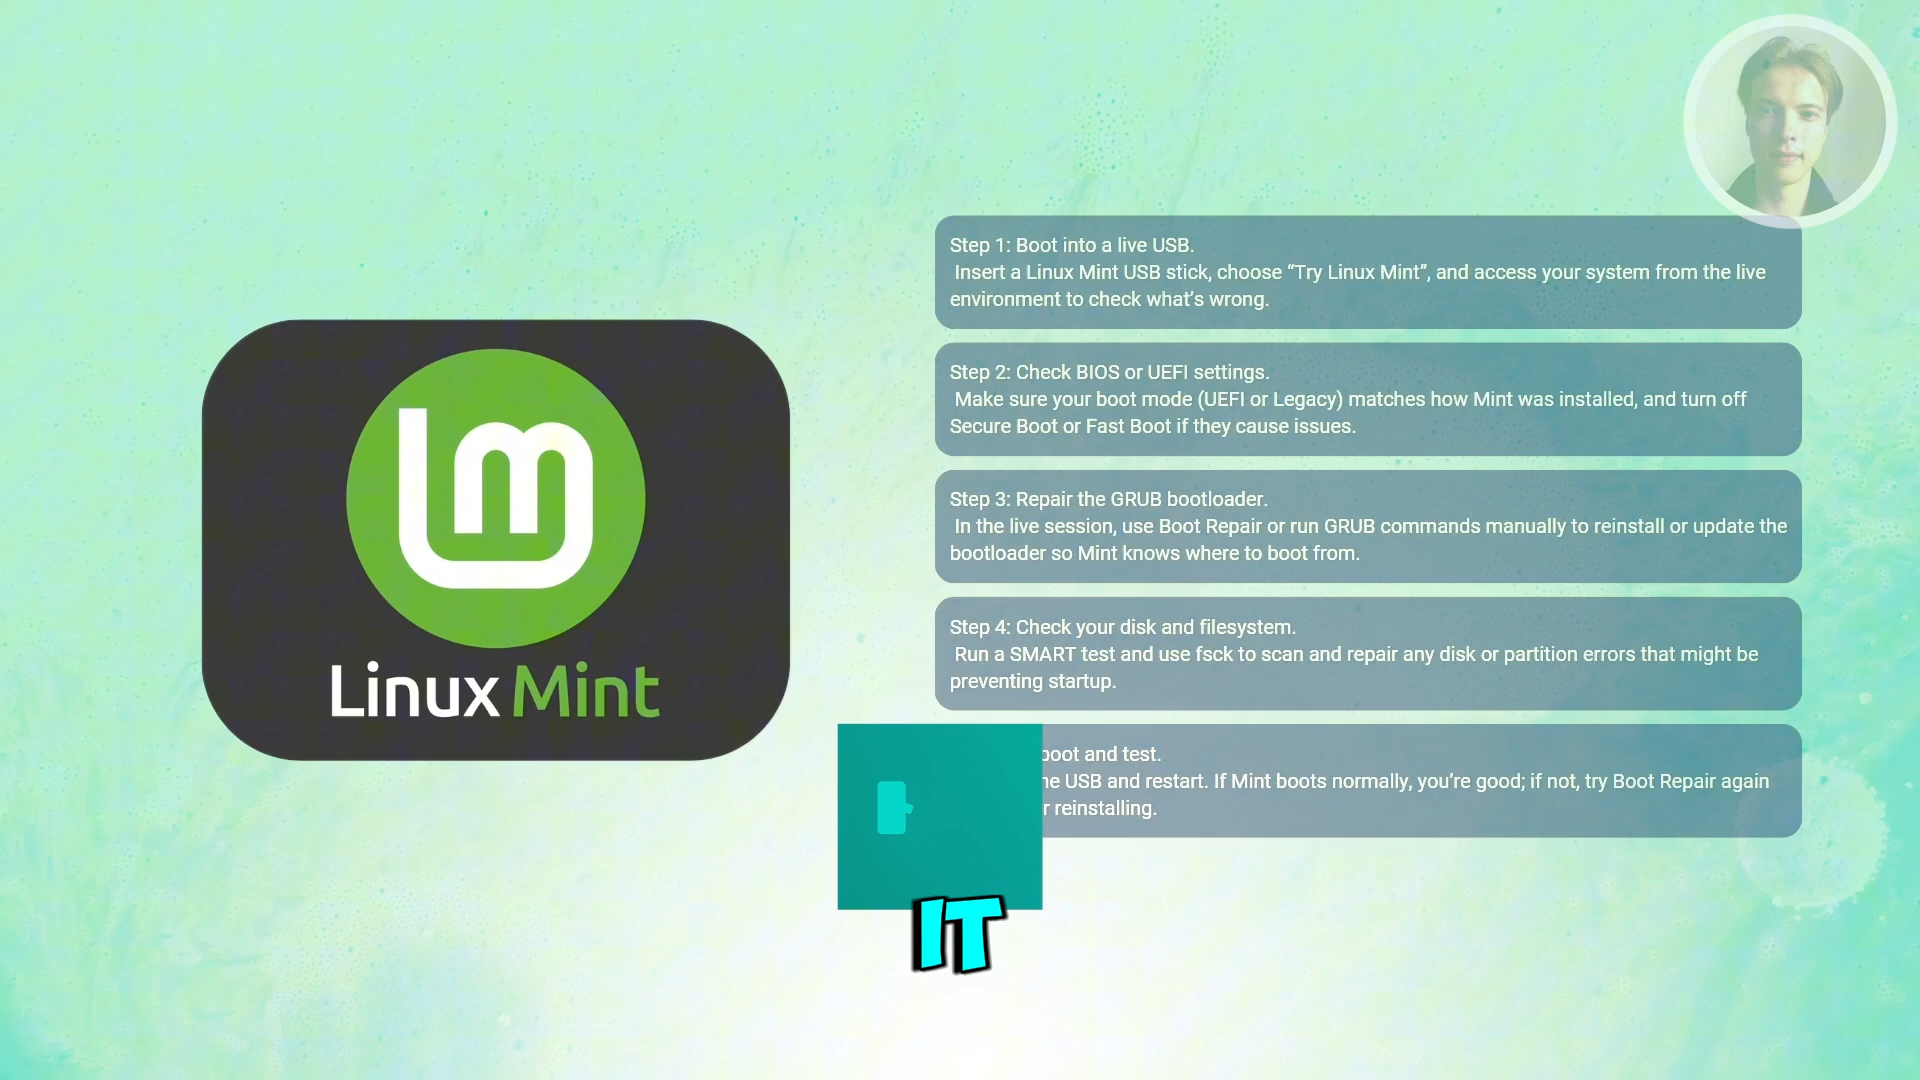 Lm
Linux Mint
Step 1: Boot into a live USB.
Insert a Linux Mint USB stick, choose “Try Linux Mint”, and access your system from the live
environment to check what’s wrong.
Step 2: Check BIOS or UEFI settings.
Make sure your boot mode (UEFI or Legacy) matches how Mint was installed, and turn off
Secure Boot or Fast Boot if they cause issues.
Step 3: Repair the GRUB bootloader.
In the live session, use Boot Repair or run GRUB commands manually to reinstall or update the
bootloader so Mint knows where to boot from.
Step 4: Check your disk and filesystem.
Run a SMART test and use fsck to scan and repair any disk or partition errors that might be
preventing startup.
and test.
USB and restart. If Mint boots normally, you’re good; if not, try Boot Repair again
reinstalling.
IT